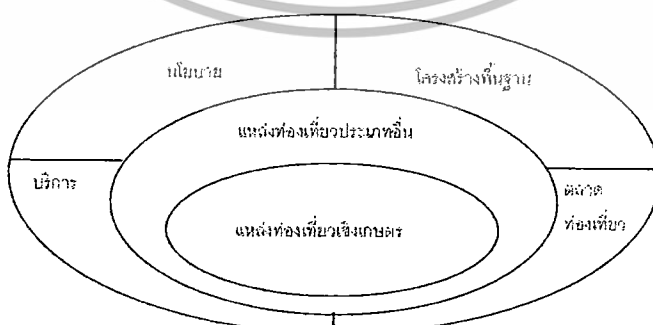 นโยบาย
โครงสร้างพื้นฐาน
แหล่งท่องเที่ยวประเภทอื่น
บริการ
ตลาด
ท่องเที่ยว
แหล่งท่องเที่ยวเชิงเกษตร